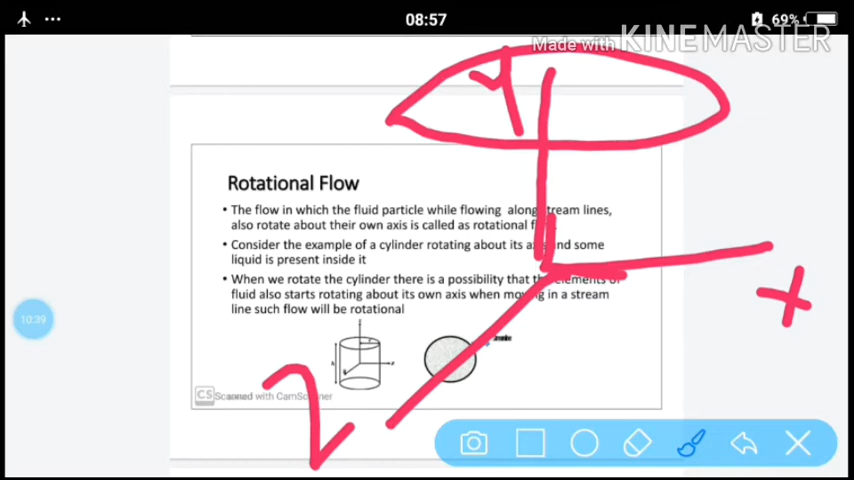 08:57
69%
Made with KINEMASTER
Rotational Flow
• The flow in which the fluid particle while flowing along stream lines,
also rotate about their own axis is called as rotational
• Consider the example of a cylinder rotating about its axis and some
liquid is present inside it
• When we rotate the cylinder there is a possibility that the elements of
fluid also starts rotating about its own axis when moving in a stream
line such flow will be rotational
10:39
CS Scanned with CamScanner